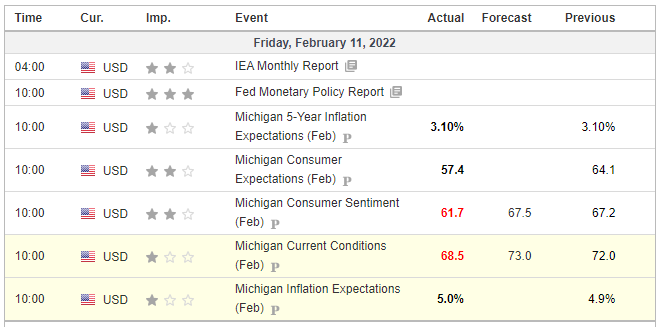 Time Cur. Imp. Event Actual Forecast Previous
Friday, February 11, 2022
04:00 USD IEA Monthly Report
10:00 USD Fed Monetary Policy Report
10:00 USD Michigan 5-Year Inflation
Expectations (Feb) P 3.10% 3.10%
10:00 USD Michigan Consumer
Expectations (Feb) P 57.4 64.1
10:00 USD Michigan Consumer Sentiment
(Feb) P 61.7 67.5 67.2
10:00 USD Michigan Current Conditions
(Feb) P 68.5 73.0 72.0
10:00 USD Michigan Inflation Expectations
(Feb) P 5.0% 4.9%